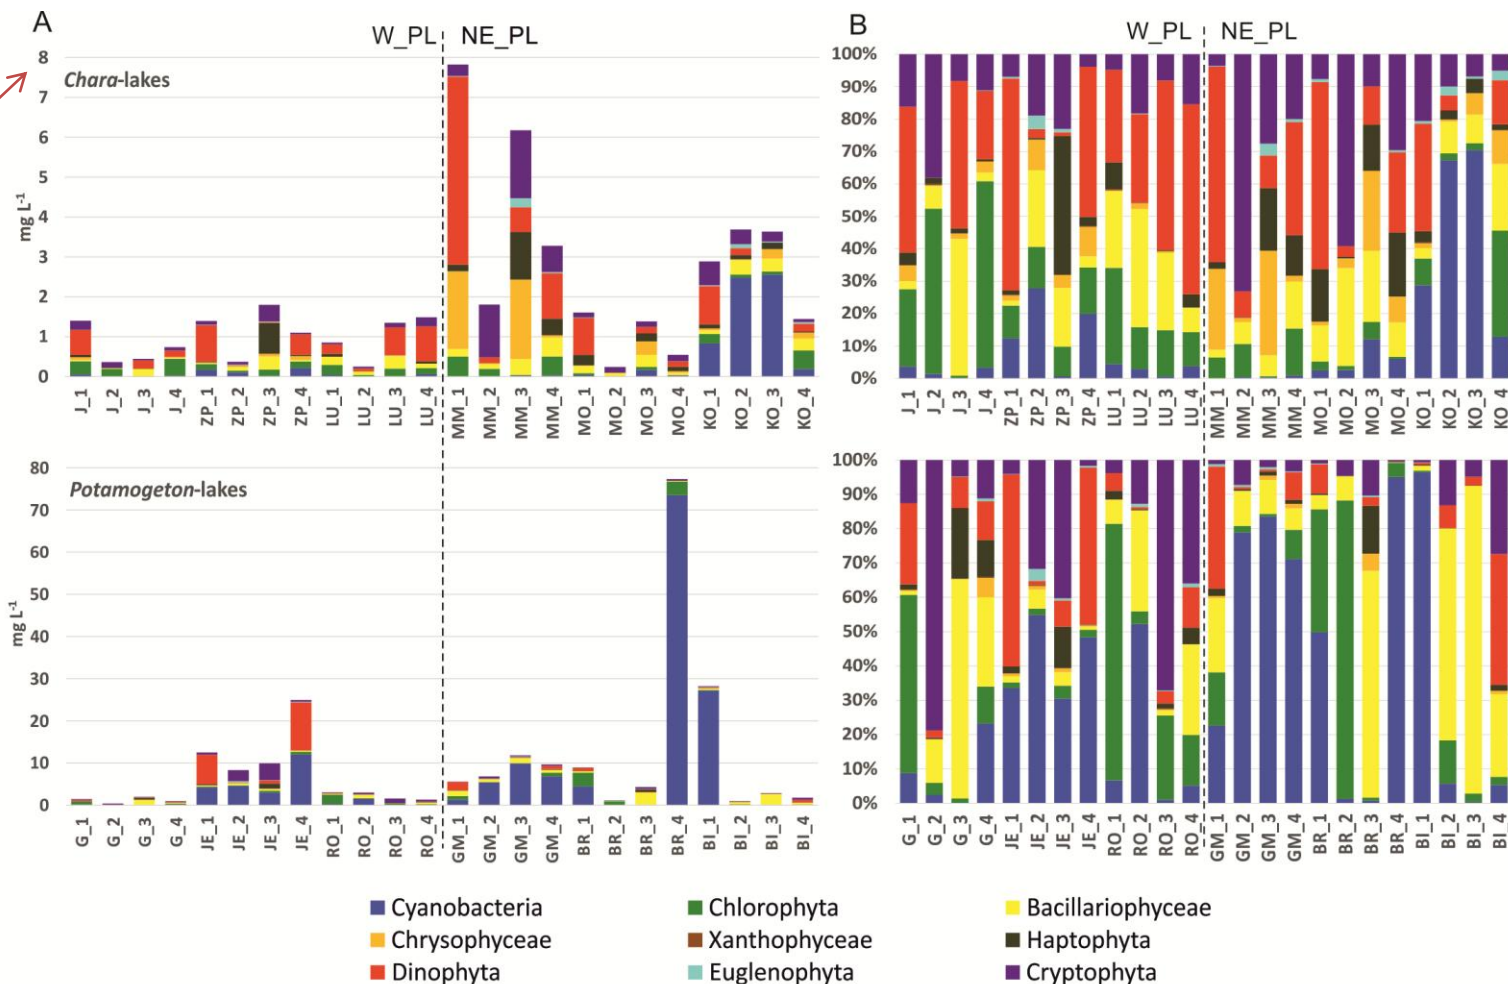 A
B
W_PL NE_PL
W_PL NE_PL
Chara-lakes
mg L-1
8
7
6
5
4
3
2
1
0
J_1 J_2 J_3 J_4 ZP_1 ZP_2 ZP_3 ZP_4 LU_1 LU_2 LU_3 LU_4 MM_1 MM_2 MM_3 MM_4 MO_1 MO_2 MO_3 MO_4 KO_1 KO_2 KO_3 KO_4
100%
90%
80%
70%
60%
50%
40%
30%
20%
10%
0%
J_1 J_2 J_3 J_4 ZP_1 ZP_2 ZP_3 ZP_4 LU_1 LU_2 LU_3 LU_4 MM_1 MM_2 MM_3 MM_4 MO_1 MO_2 MO_3 MO_4 KO_1 KO_2 KO_3 KO_4
Potamogeton-lakes
mg L-1
80
70
60
50
40
30
20
10
0
G_1 G_2 G_3 G_4 JE_1 JE_2 JE_3 JE_4 RO_1 RO_2 RO_3 RO_4 GM_1 GM_2 GM_3 GM_4 BR_1 BR_2 BR_3 BR_4 BI_1 BI_2 BI_3 BI_4
100%
90%
80%
70%
60%
50%
40%
30%
20%
10%
0%
G_1 G_2 G_3 G_4 JE_1 JE_2 JE_3 JE_4 RO_1 RO_2 RO_3 RO_4 GM_1 GM_2 GM_3 GM_4 BR_1 BR_2 BR_3 BR_4 BI_1 BI_2 BI_3 BI_4
Cyanobacteria Chlorophyta Bacillariophyceae
Chrysophyceae Xanthophyceae Haptophyta
Dinophyta Euglenophyta Cryptophyta